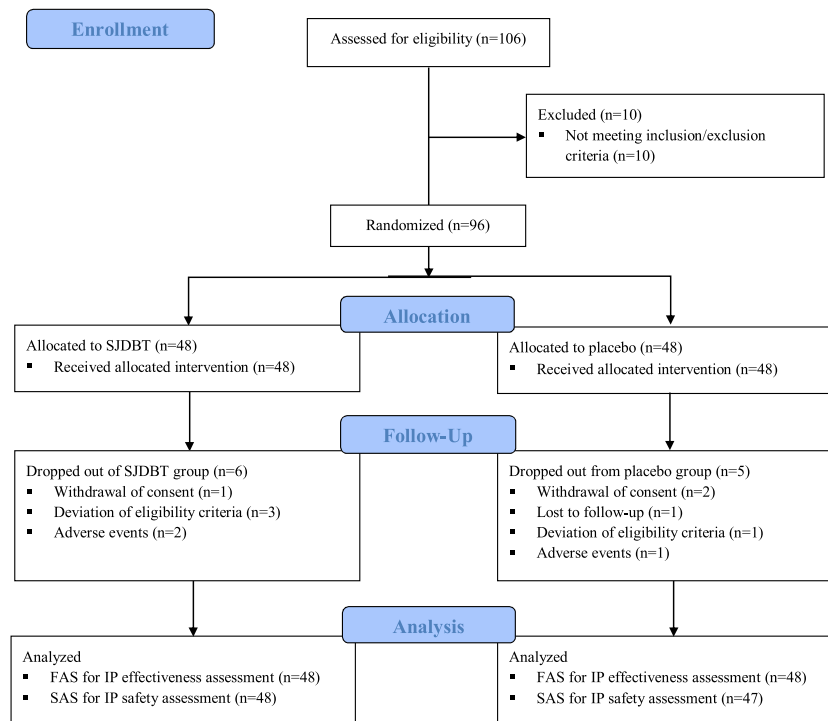 Enrollment
Assessed for eligibility (n=106)
Excluded (n=10)
▪ Not meeting inclusion/exclusion
criteria (n=10)
Randomized (n=96)
Allocation
Allocated to SJDBT (n=48)
▪ Received allocated intervention (n=48)
Allocated to placebo (n=48)
▪ Received allocated intervention (n=48)
Follow-Up
Dropped out of SJDBT group (n=6)
▪ Withdrawal of consent (n=1)
▪ Deviation of eligibility criteria (n=3)
▪ Adverse events (n=2)
Dropped out from placebo group (n=5)
▪ Withdrawal of consent (n=2)
▪ Lost to follow-up (n=1)
▪ Deviation of eligibility criteria (n=1)
▪ Adverse events (n=1)
Analysis
Analyzed
▪ FAS for IP effectiveness assessment (n=48)
▪ SAS for IP safety assessment (n=48)
Analyzed
▪ FAS for IP effectiveness assessment (n=48)
▪ SAS for IP safety assessment (n=47)